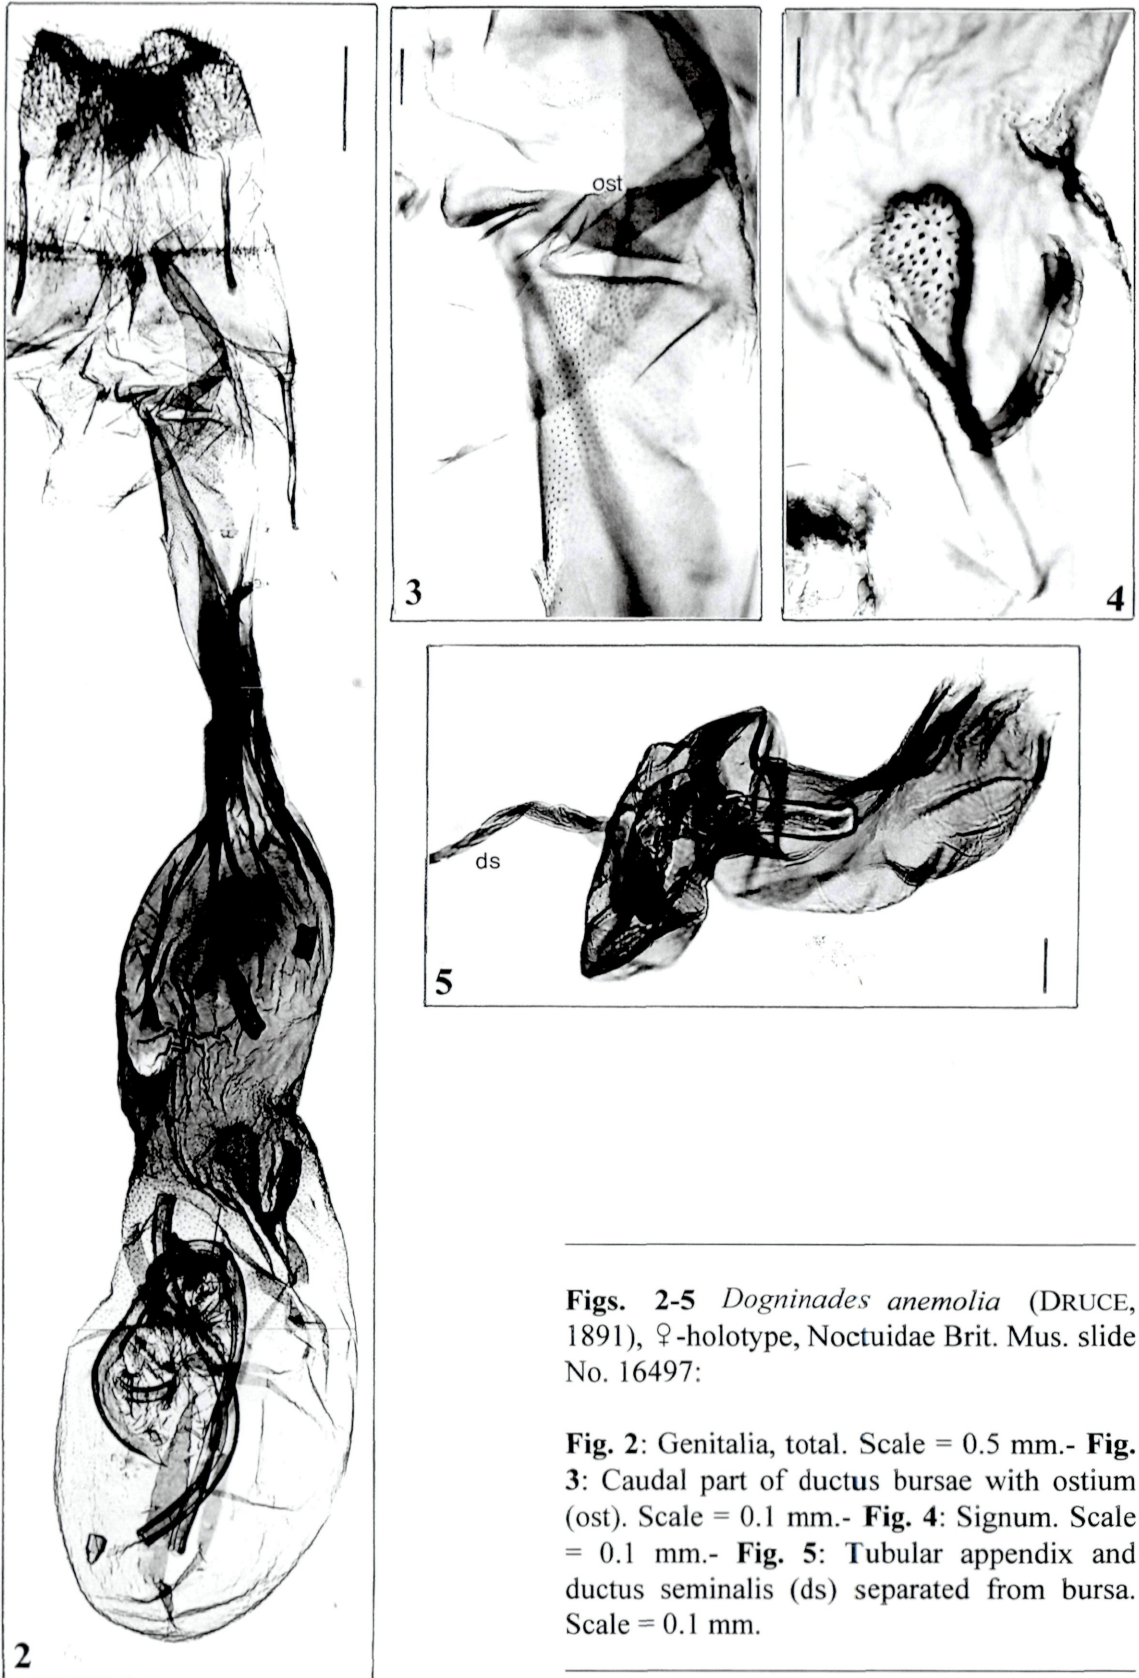 ost
3
4
ds
5
2
Figs. 2-5 Dogninades anemolia (DRUCE,
1891), ♀-holotype, Noctuidae Brit. Mus. slide
No. 16497:
Fig. 2: Genitalia, total. Scale = 0.5 mm.- Fig.
3: Caudal part of ductus bursae with ostium
(ost). Scale = 0.1 mm.- Fig. 4: Signum. Scale
= 0.1 mm.- Fig. 5: Tubular appendix and
ductus seminalis (ds) separated from bursa.
Scale = 0.1 mm.